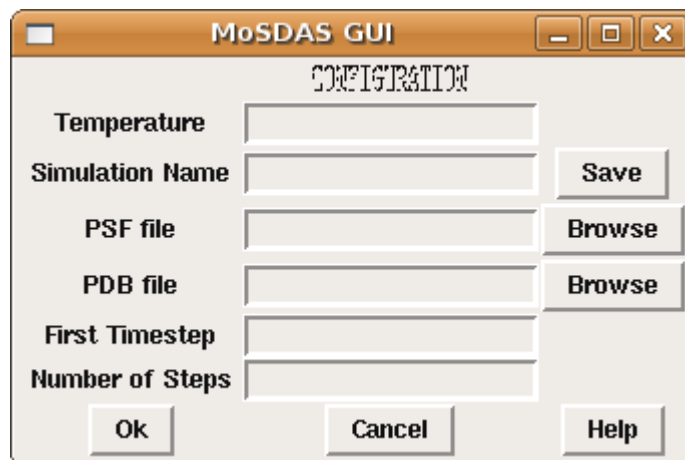 MoSDAS GUI
CONFIGRATION
Temperature
Simulation Name Save
PSF file Browse
PDB file Browse
First Timestep
Number of Steps
Ok Cancel Help